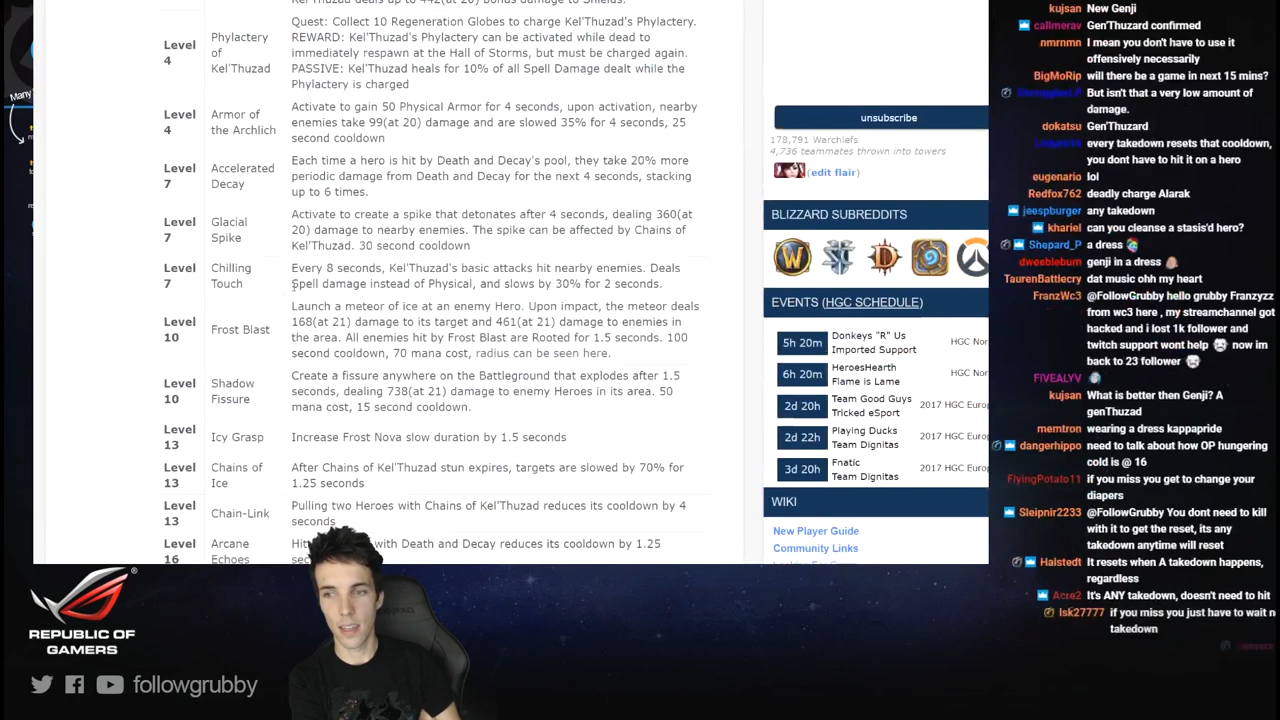 Kel'Thuzad deals up to 442(at 20) bonus damage to Shields.
Level 4
Phylactery of Kel'Thuzad
Quest: Collect 10 Regeneration Globes to charge Kel'Thuzad's Phylactery.
REWARD: Kel'Thuzad's Phylactery can be activated while dead to
immediately respawn at the Hall of Storms, but must be charged again.
PASSIVE: Kel'Thuzad heals for 10% of all Spell Damage dealt while the
Phylactery is charged
Level 4
Armor of the Archlich
Activate to gain 50 Physical Armor for 4 seconds, upon activation, nearby
enemies take 99(at 20) damage and are slowed 35% for 4 seconds, 25
second cooldown
Level 7
Accelerated Decay
Each time a hero is hit by Death and Decay's pool, they take 20% more
periodic damage from Death and Decay for the next 4 seconds, stacking
up to 6 times.
Level 7
Glacial Spike
Activate to create a spike that detonates after 4 seconds, dealing 360(at
20) damage to nearby enemies. The spike can be affected by Chains of
Kel'Thuzad. 30 second cooldown
Level 7
Chilling Touch
Every 8 seconds, Kel'Thuzad's basic attacks hit nearby enemies. Deals
Spell damage instead of Physical, and slows by 30% for 2 seconds.
Level 10
Frost Blast
Launch a meteor of ice at an enemy Hero. Upon impact, the meteor deals
168(at 21) damage to its target and 461(at 21) damage to enemies in
the area. All enemies hit by Frost Blast are Rooted for 1.5 seconds. 100
second cooldown, 70 mana cost, radius can be seen here.
Level 10
Shadow Fissure
Create a fissure anywhere on the Battleground that explodes after 1.5
seconds, dealing 738(at 21) damage to enemy Heroes in its area. 50
mana cost, 15 second cooldown.
Level 13
Icy Grasp
Increase Frost Nova slow duration by 1.5 seconds
Level 13
Chains of Ice
After Chains of Kel'Thuzad stun expires, targets are slowed by 70% for
1.25 seconds
Level 13
Chain-Link
Pulling two Heroes with Chains of Kel'Thuzad reduces its cooldown by 4
seconds
Level 16
Arcane Echoes
with Death and Decay reduces its cooldown by 1.25
Many
unsubscribe
178,791 Warchiefs
4,736 teammates thrown into towers
(edit flair)
BLIZZARD SUBREDDITS
EVENTS (HGC SCHEDULE)
5h 20m
Donkeys "R" Us
Imported Support
HGC Nor
6h 20m
HeroesHearth
Flame is Lame
HGC Nor
2d 20h
Team Good Guys
Tricked eSport
2017 HGC Europ
2d 22h
Playing Ducks
Team Dignitas
2017 HGC Europ
3d 20h
Fnatic
Team Dignitas
2017 HGC Europ
WIKI
New Player Guide
Community Links
kujsan New Genji
callmerav Gen'Thuzard confirmed
nmrnmn I mean you don't have to use it
offensively necessarily
BigMoRip will there be a game in next 15 mins?
But isn't that a very low amount of
damage.
dokatsu Gen'Thuzard
every takedown resets that cooldown,
you dont have to hit it on a hero
eugenario lol
Redfox762 deadly charge Alarak
jeespburger any takedown
khariel can you cleanse a stasis'd hero?
Shepard_P a dress
dweebleburn genji in a dress
TaurenBattlecry dat music ohh my heart
FranzWc3 @FollowGrubby hello grubby Franzyzz
from wc3 here , my streamchannel got
hacked and i lost 1k follower and
twitch support wont help now im
back to 23 follower
FIVEALYV
kujsan What is better then Genji? A
genThuzad
memtron wearing a dress kappapride
dangerhippo need to talk about how OP hungering
cold is @ 16
FlyingPotato11 if you miss you get to change your
diapers
Sleipnir2233 @FollowGrubby You dont need to kill
with it to get the reset, its any
takedown anytime will reset
Halstedt It resets when A takedown happens,
regardless
Acre2 It's ANY takedown, doesn't need to hit
lsk27777 if you miss you just have to wait n
takedown
REPUBLIC OF
GAMERS
followgrubby